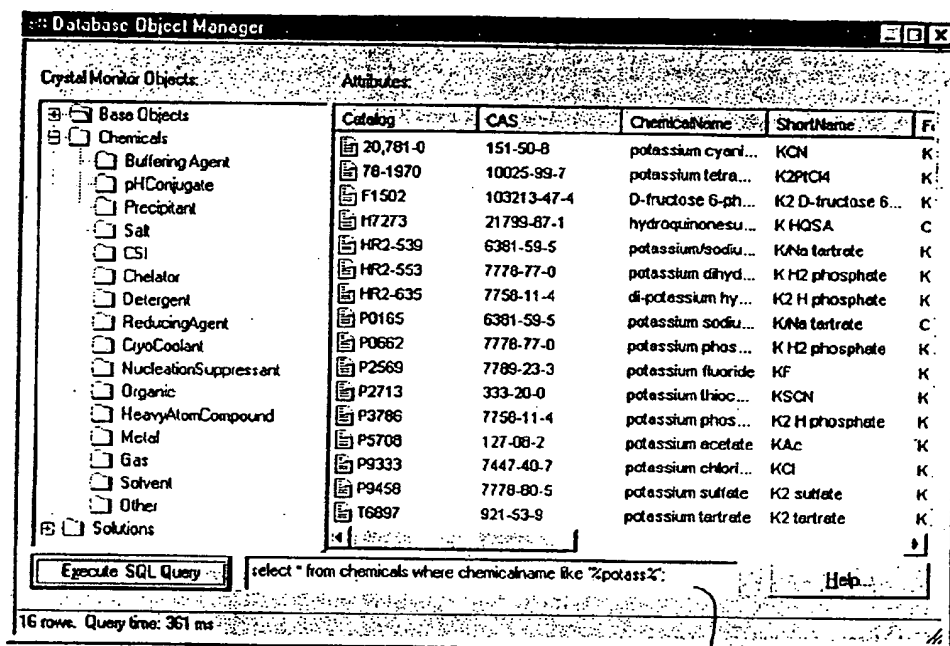 Database Object Manager
Crystal Monitor Objects: Attributes:
Base Objects
Chemicals
Buffering Agent
pHConjugate
Precipitant
Salt
CSI
Chelator
Detergent
ReducingAgent
CryoCoolant
NucleationSuppressant
Organic
HeavyAtomCompound
Metal
Gas
Solvent
Other
Solutions
Catalog CAS ChemicalName ShortName F
20,781-0 151-50-8 potassium cyani... KCN K
78-1970 10025-99-7 potassium tetra... K2PtCl4 K
F1502 103213-47-4 D-fructose 6-ph... K2 D-fructose 6... K
H7273 21799-87-1 hydroquinonesu... K HQSA C
HR2-539 6381-59-5 potassium/sodiu... K/Na tartrate K
HR2-553 7778-77-0 potassium dihyd... K H2 phosphate K
HR2-635 7758-11-4 di-potassium hy... K2 H phosphate K
P0165 6381-59-5 potassium sodiu... K/Na tartrate C
P0662 7778-77-0 potassium phos... K H2 phosphate K
P2569 7789-23-3 potassium fluoride KF K
P2713 333-20-0 potassium thioc... KSCN K
P3786 7758-11-4 potassium phos... K2 H phosphate K
P5708 127-08-2 potassium acetate KAc K
P9333 7447-40-7 potassium chlori... KCl K
P9458 7778-80-5 potassium sulfate K2 sulfate K
T6897 921-53-9 potassium tartrate K2 tartrate K
Execute SQL Query select * from chemicals where chemicalname like '%potass%'; Help...
16 rows. Query time: 361 ms